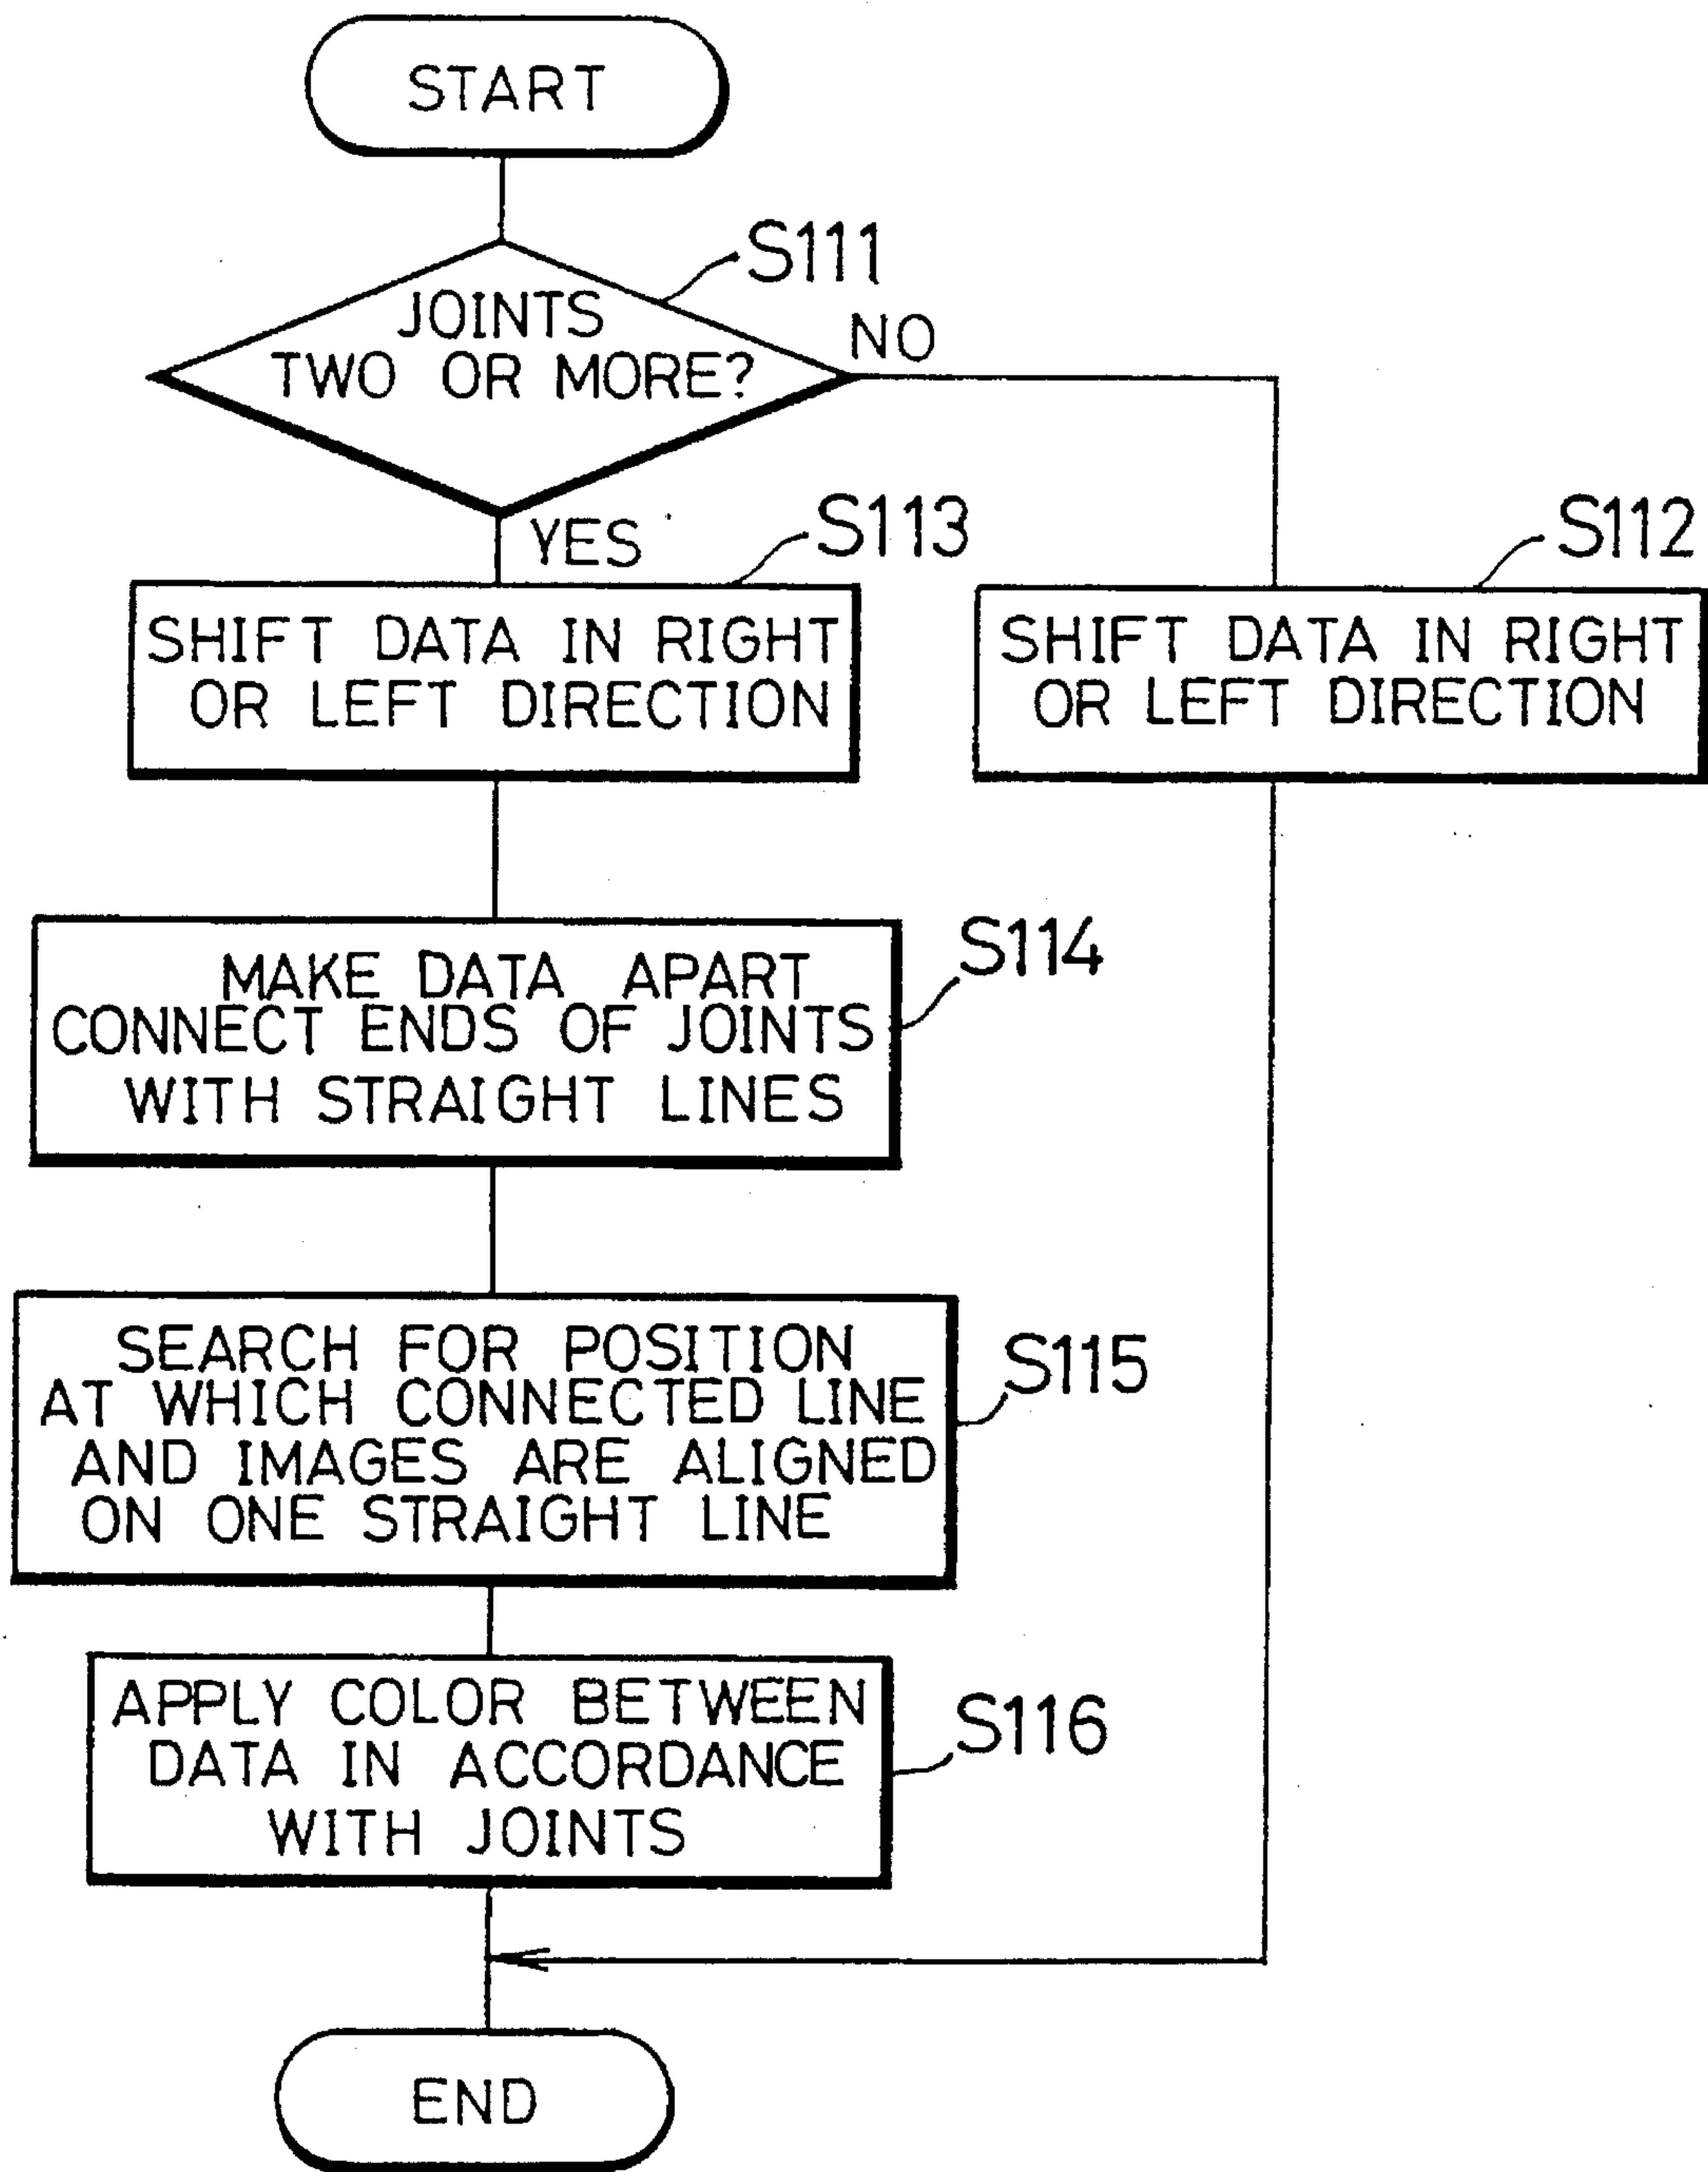 START
S111
JOINTS
TWO OR MORE?
NO
YES
S113
SHIFT DATA IN RIGHT
OR LEFT DIRECTION
S112
SHIFT DATA IN RIGHT
OR LEFT DIRECTION
S114
MAKE DATA APART
CONNECT ENDS OF JOINTS
WITH STRAIGHT LINES
S115
SEARCH FOR POSITION
AT WHICH CONNECTED LINE
AND IMAGES ARE ALIGNED
ON ONE STRAIGHT LINE
S116
APPLY COLOR BETWEEN
DATA IN ACCORDANCE
WITH JOINTS
END